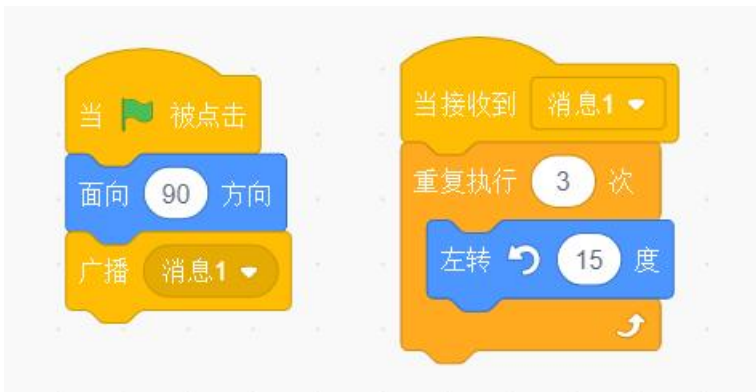 当 被点击
面向 90 方向
广播 消息1
当接收到 消息1
重复执行 3 次
左转 15 度